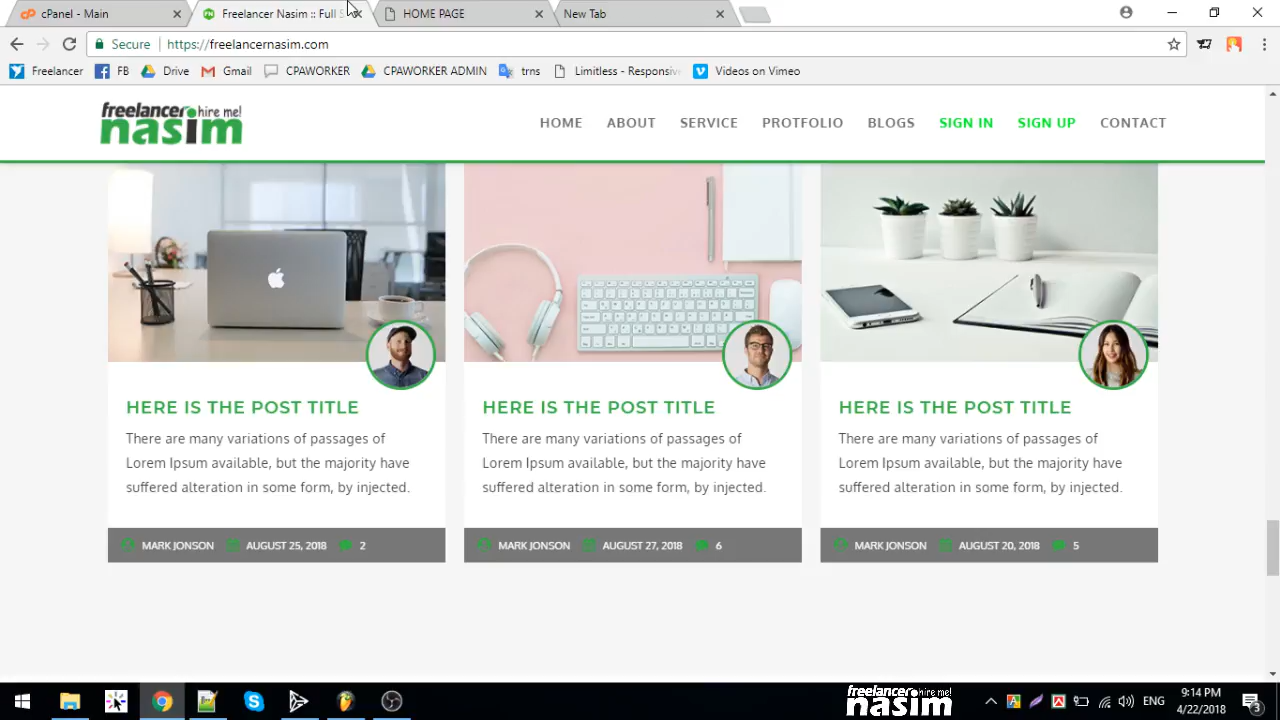 cPanel - Main
Freelancer Nasim :: Full S
HOME PAGE
New Tab
Secure
https://freelancernasim.com
Freelancer
FB
Drive
Gmail
CPAWORKER
CPAWORKER ADMIN
trns
Limitless - Responsiv
Videos on Vimeo
freelancer hire me!
nasim
HOME
ABOUT
SERVICE
PROTFOLIO
BLOGS
SIGN IN
SIGN UP
CONTACT
HERE IS THE POST TITLE
There are many variations of passages of
Lorem Ipsum available, but the majority have
suffered alteration in some form, by injected.
MARK JONSON AUGUST 25, 2018 2
HERE IS THE POST TITLE
There are many variations of passages of
Lorem Ipsum available, but the majority have
suffered alteration in some form, by injected.
MARK JONSON AUGUST 27, 2018 6
HERE IS THE POST TITLE
There are many variations of passages of
Lorem Ipsum available, but the majority have
suffered alteration in some form, by injected.
MARK JONSON AUGUST 20, 2018 5
freelancer hire me!
nasim
ENG
9:14 PM
4/22/2018
3